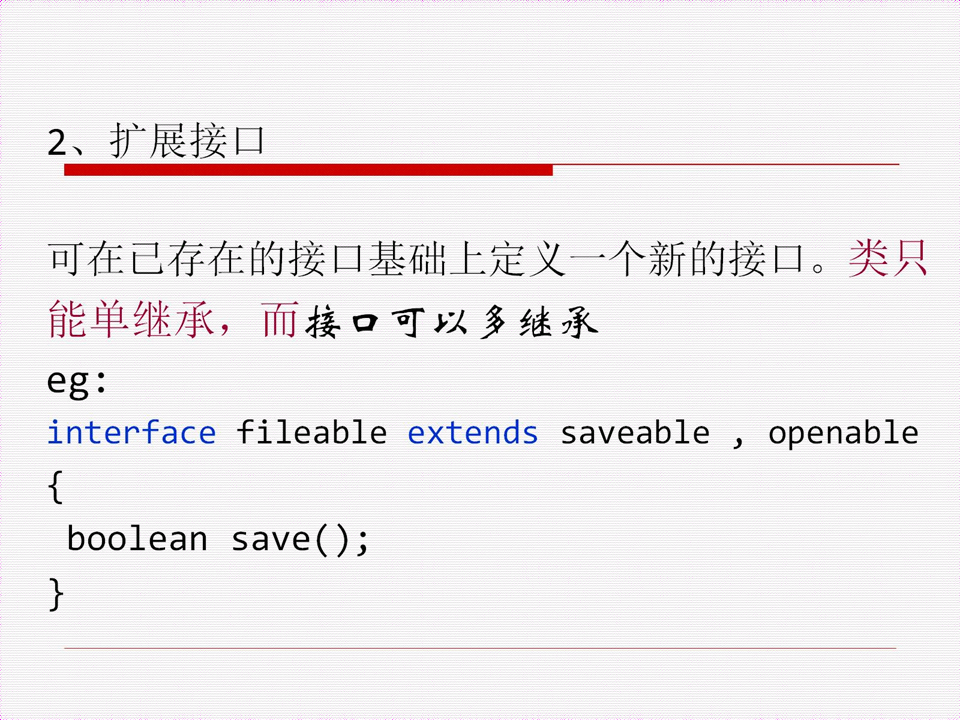 2、扩展接口
可在已存在的接口基础上定义一个新的接口。类只
能单继承，而接口可以多继承
eg:
interface fileable extends saveable , openable
{
boolean save();
}